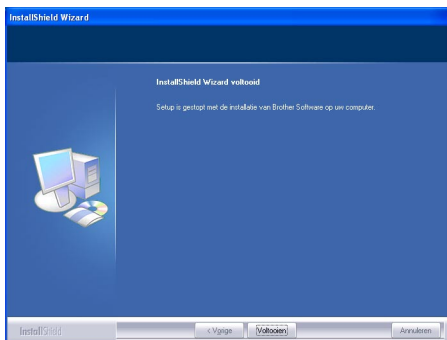 InstallShield Wizard
InstallShield Wizard voltooid
Setup is gestopt met de installatie van Brother Software op uw computer.
InstallShield
< Vorige
Voltooien
Annuleren